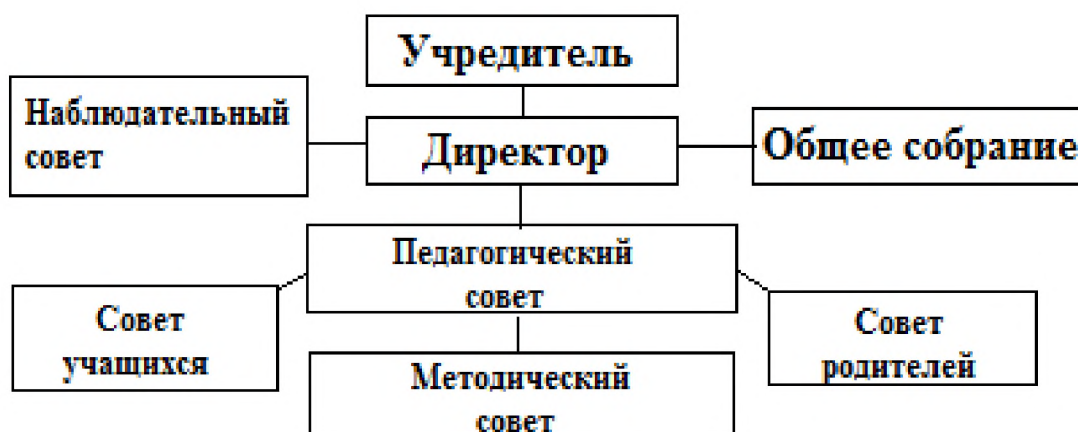 Учредитель
Наблюдательный
совет
Директор
Общее собрание
Педагогический
совет
Совет
учащихся
Совет
родителей
Методический
совет